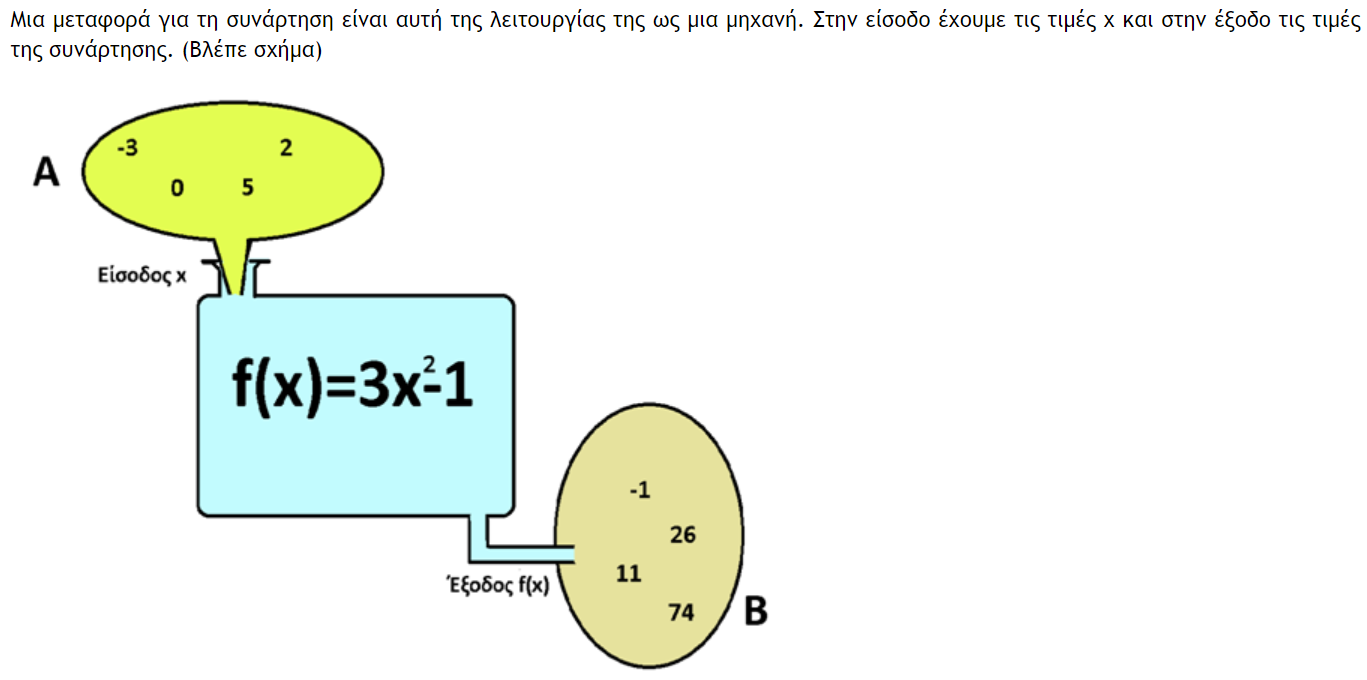 Μια μεταφορά για τη συνάρτηση είναι αυτή της λειτουργίας της ως μια μηχανή. Στην είσοδο έχουμε τις τιμές x και στην έξοδο τις τιμές
της συνάρτησης. (Βλέπε σχήμα)
-3 2
A
0 5
Είσοδος x
f(x)=3x²-1
-1
26
11
Έξοδος f(x)
74
B